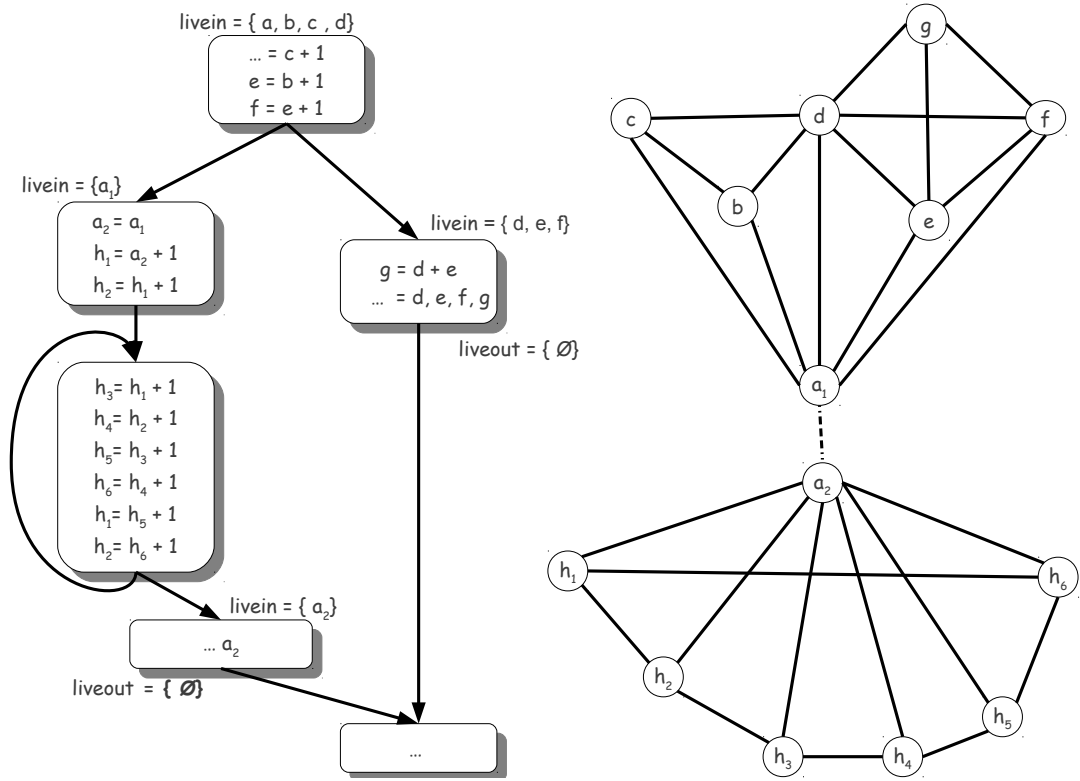 livein = { a, b, c , d}
... = c + 1
e = b + 1
f = e + 1
livein = {a₁}
a₂ = a₁
h₁ = a₂ + 1
h₂ = h₁ + 1
livein = { d, e, f}
g = d + e
... = d, e, f, g
liveout = { Ø}
h₃= h₁ + 1
h₄= h₂ + 1
h₅= h₃ + 1
h₆= h₄ + 1
h₁= h₅ + 1
h₂= h₆ + 1
livein = { a₂}
... a₂
liveout = { Ø}
...
g
c
d
f
b
e
a₁
a₂
h₁
h₆
h₂
h₅
h₃
h₄